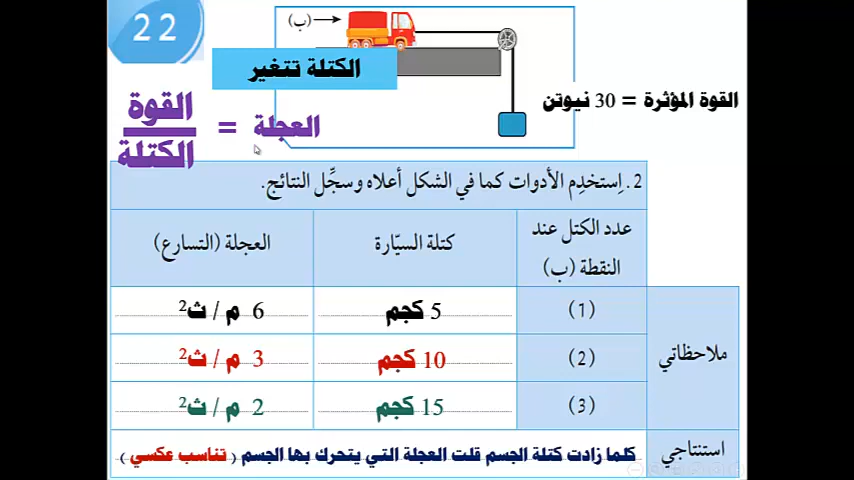 22
(ب)
الكتلة تتغير
القوة المؤثرة = 30 نيوتن
العجلة = القوة
الكتلة
2. اِستخدِم الأدوات كما في الشكل أعلاه وسجِّل النتائج.
عدد الكتل عند النقطة (ب) كتلة السيّارة العجلة (التسارع)
ملاحظاتي
(1) 5 كجم 6 م / ث2
(2) 10 كجم 3 م / ث2
(3) 15 كجم 2 م / ث2
استنتاجي كلما زادت كتلة الجسم قلت العجلة التي يتحرك بها الجسم ( تناسب عكسي )